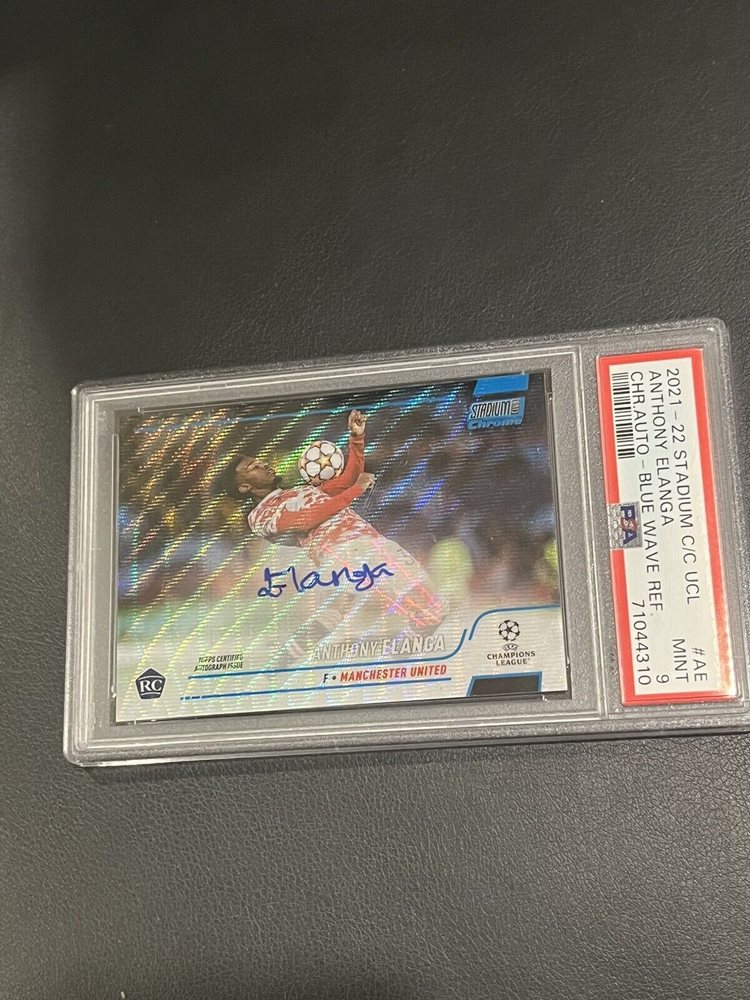 STADIUM CLUB
Chrome
Elanga
TOPPS CERTIFIED
AUTOGRAPH ISSUE
ANTHONY ELANGA
F • MANCHESTER UNITED
RC
UEFA
CHAMPIONS
LEAGUE
2021 - 22 STADIUM C/C UCL #AE
ANTHONY ELANGA MINT
CHR.AUTO - BLUE WAVE REF. 9
PSA 71044310